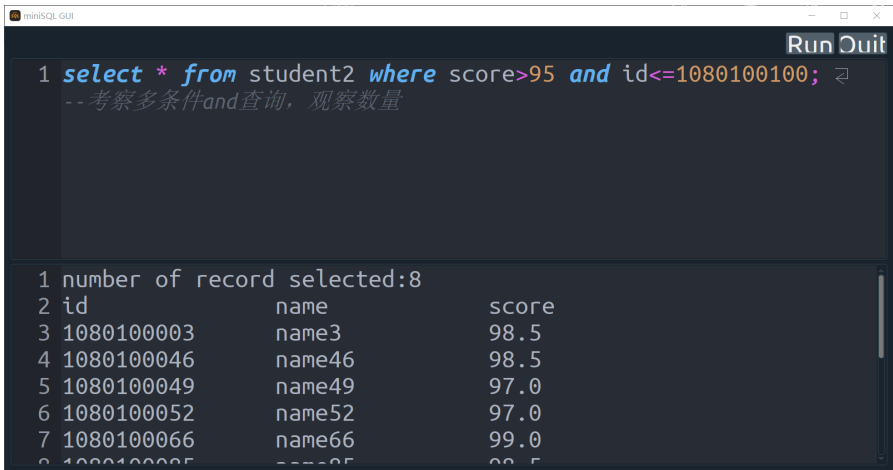 miniSQL GUI
Run Quit
1 select * from student2 where score>95 and id<=1080100100;
--考察多条件and查询，观察数量
1 number of record selected:8
2 id name score
3 1080100003 name3 98.5
4 1080100046 name46 98.5
5 1080100049 name49 97.0
6 1080100052 name52 97.0
7 1080100066 name66 99.0